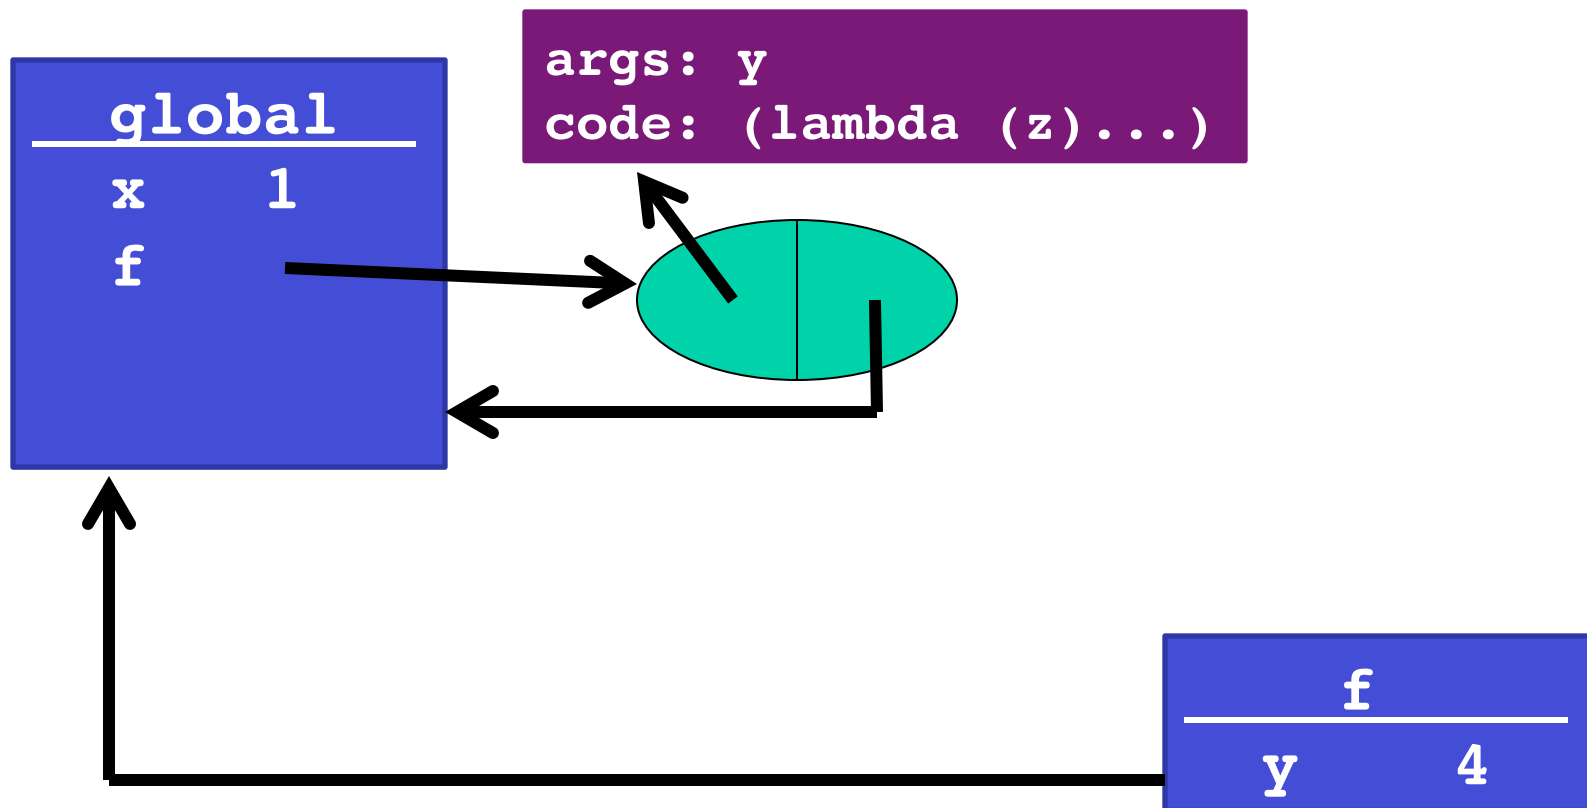 args: y
code: (lambda (z)...)
global
x 1
f
f
y 4